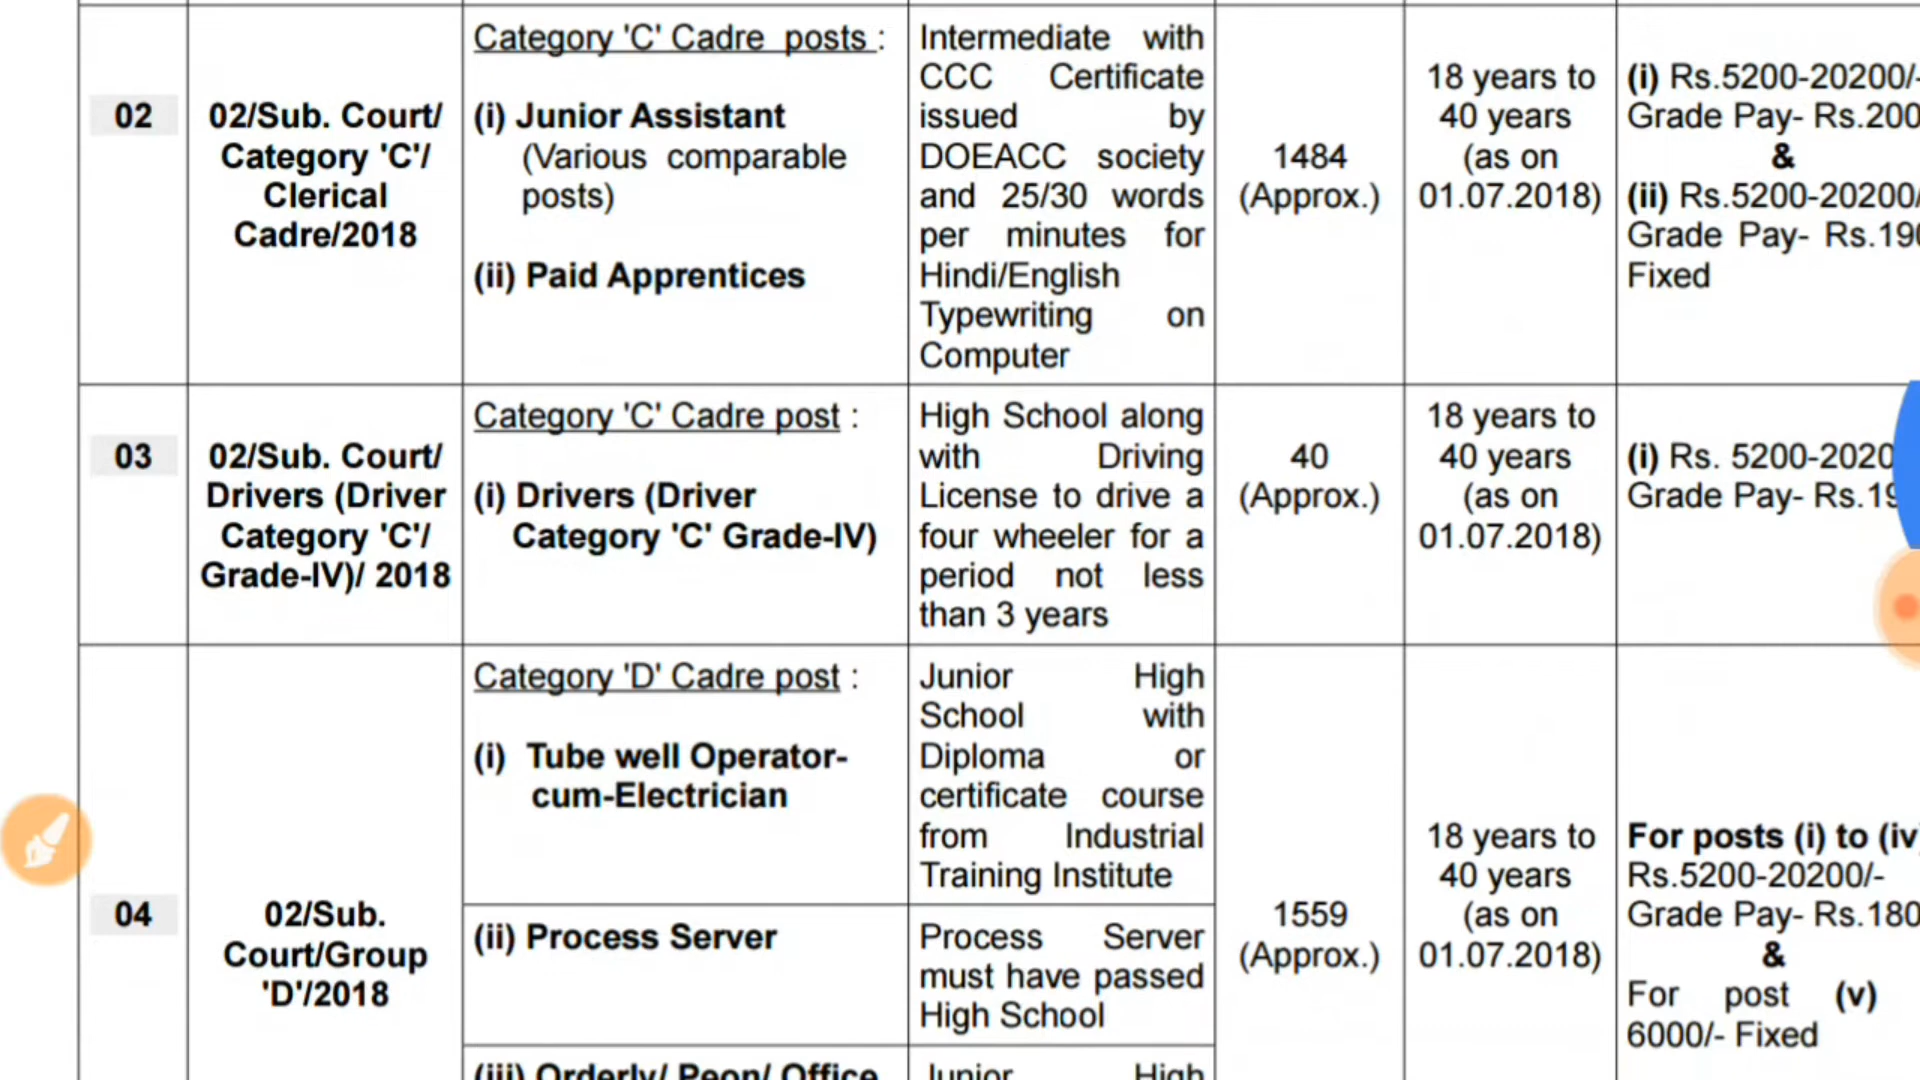 02
02/Sub. Court/
Category 'C'/
Clerical
Cadre/2018
Category 'C' Cadre posts :
(i) Junior Assistant
(Various comparable
posts)
(ii) Paid Apprentices
Intermediate with
CCC Certificate
issued by
DOEACC society
and 25/30 words
per minutes for
Hindi/English
Typewriting on
Computer
1484
(Approx.)
18 years to
40 years
(as on
01.07.2018)
(i) Rs.5200-20200/-
Grade Pay- Rs.200
&
(ii) Rs.5200-20200/
Grade Pay- Rs.190
Fixed
03
02/Sub. Court/
Drivers (Driver
Category 'C'/
Grade-IV)/ 2018
Category 'C' Cadre post :
(i) Drivers (Driver
Category 'C' Grade-IV)
High School along
with Driving
License to drive a
four wheeler for a
period not less
than 3 years
40
(Approx.)
18 years to
40 years
(as on
01.07.2018)
(i) Rs. 5200-2020
Grade Pay- Rs.19
04
02/Sub.
Court/Group
'D'/2018
Category 'D' Cadre post :
(i) Tube well Operator-
cum-Electrician
Junior High
School with
Diploma or
certificate course
from Industrial
Training Institute
(ii) Process Server
Process Server
must have passed
High School
(iii) Orderly/ Peon/ Office
Junior High
1559
(Approx.)
18 years to
40 years
(as on
01.07.2018)
For posts (i) to (iv)
Rs.5200-20200/-
Grade Pay- Rs.180
&
For post (v)
6000/- Fixed